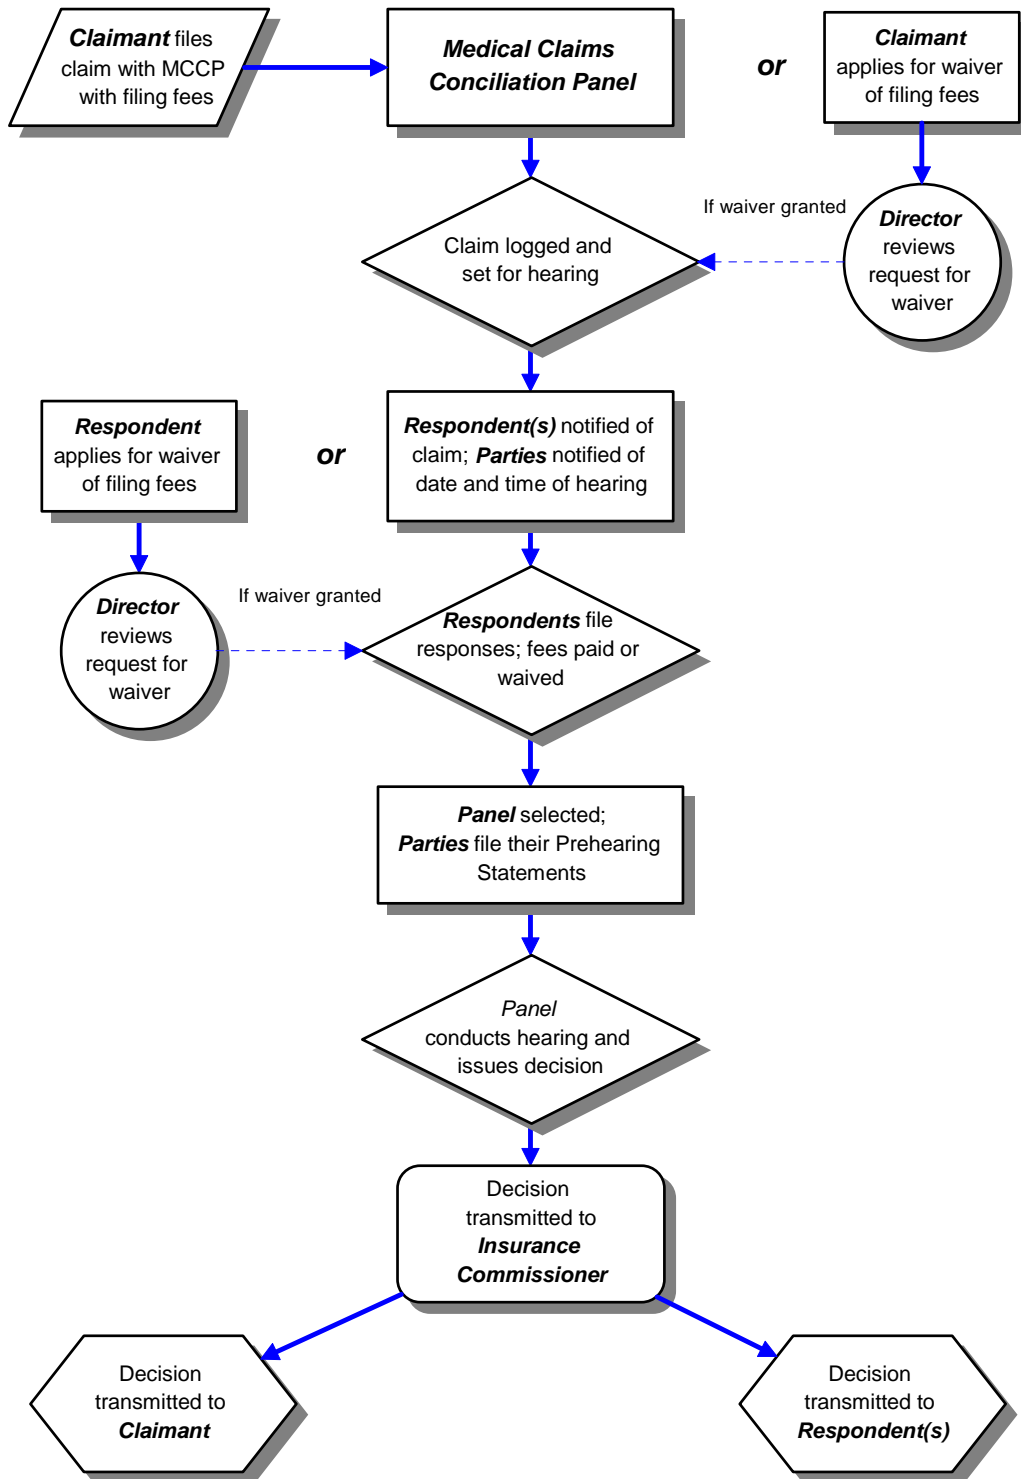 Claimant files
claim with MCCP
with filing fees
Medical Claims
Conciliation Panel
or
Claimant
applies for waiver
of filing fees
If waiver granted
Director
reviews
request for
waiver
Claim logged and
set for hearing
Respondent
applies for waiver
of filing fees
or
Respondent(s) notified of
claim; Parties notified of
date and time of hearing
If waiver granted
Director
reviews
request for
waiver
Respondents file
responses; fees paid or
waived
Panel selected;
Parties file their Prehearing
Statements
Panel
conducts hearing and
issues decision
Decision
transmitted to
Insurance
Commissioner
Decision
transmitted to
Claimant
Decision
transmitted to
Respondent(s)